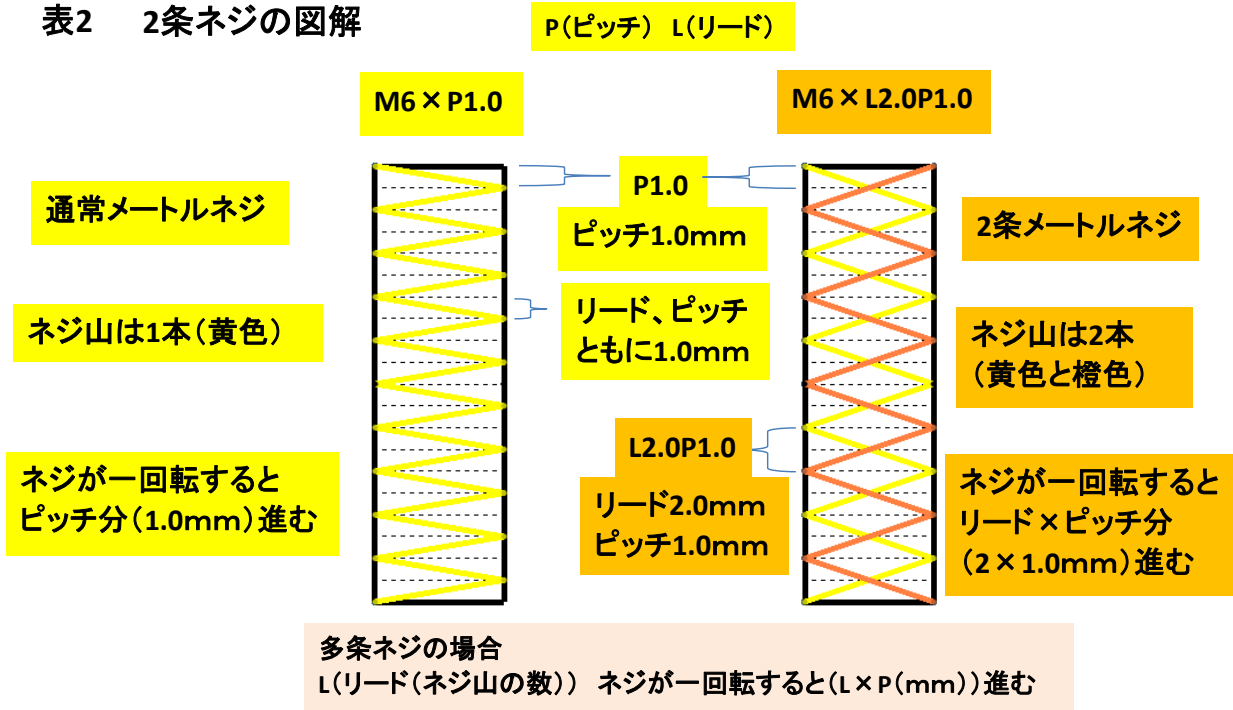 表2 2条ネジの図解
P(ピッチ) L(リード)
M6×P1.0
M6×L2.0P1.0
通常メートルネジ
P1.0
ピッチ1.0mm
2条メートルネジ
ネジ山は1本(黄色)
リード、ピッチ
ともに1.0mm
ネジ山は2本
(黄色と橙色)
ネジが一回転すると
ピッチ分(1.0mm)進む
L2.0P1.0
リード2.0mm
ピッチ1.0mm
ネジが一回転すると
リード×ピッチ分
(2×1.0mm)進む
多条ネジの場合
L(リード(ネジ山の数)) ネジが一回転すると(L×P(mm))進む